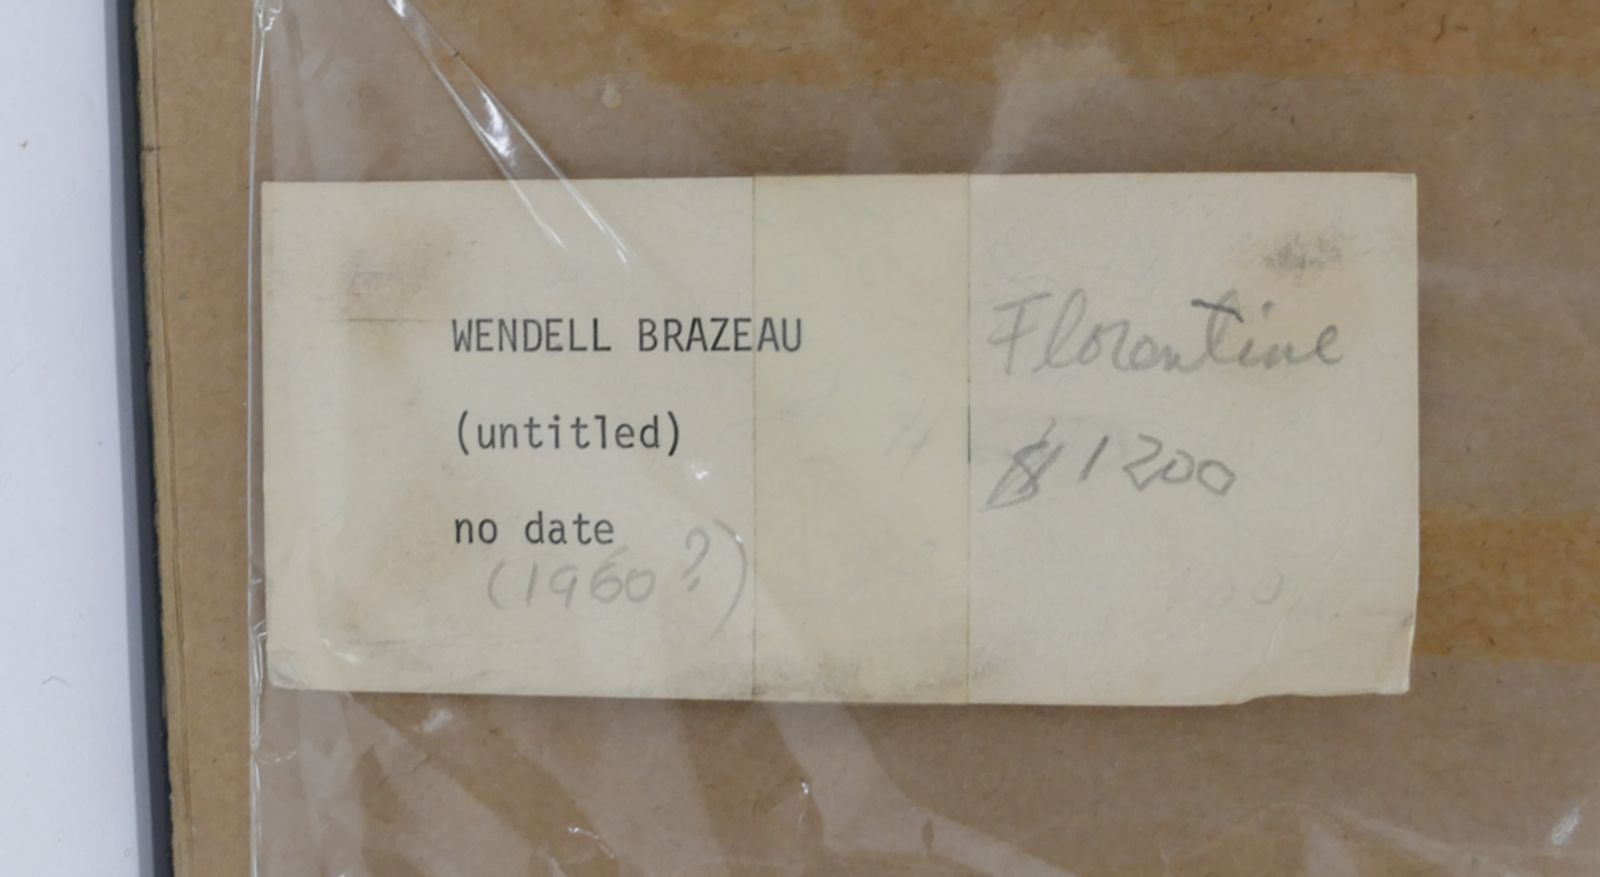 WENDELL BRAZEAU
(untitled)
no date
(1960?)
Florentine
$1200